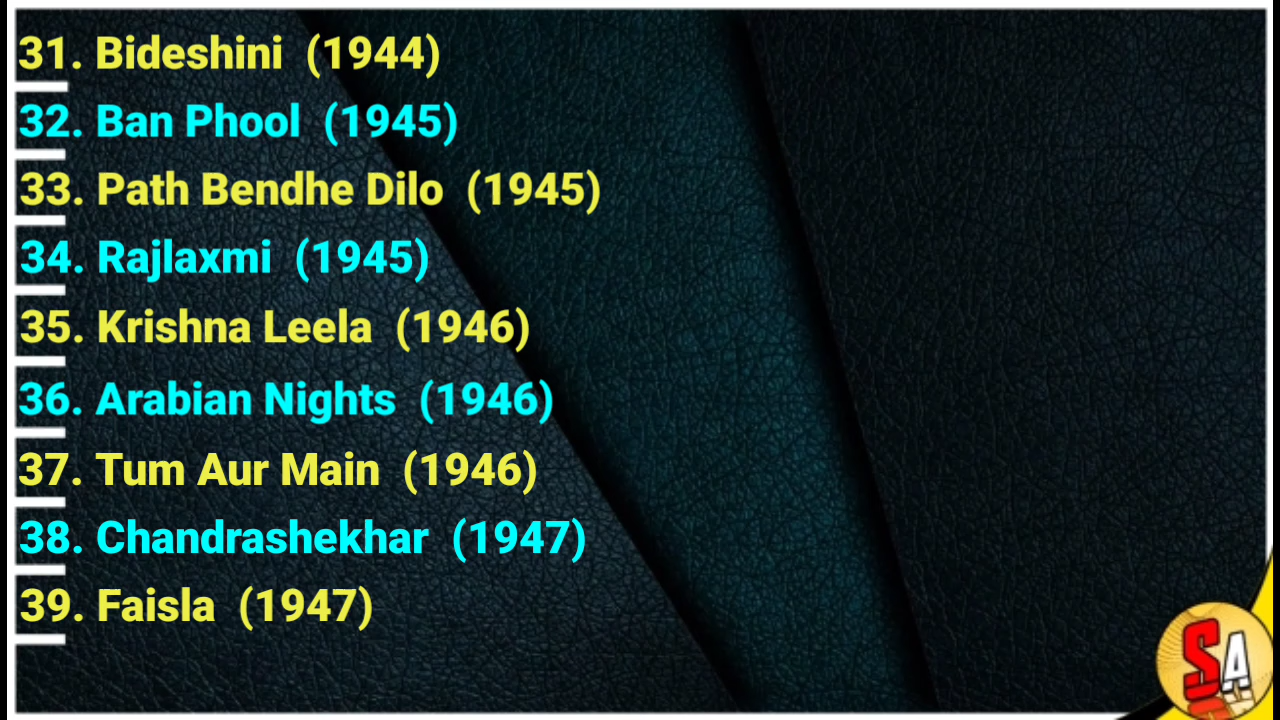 31. Bideshini (1944)
32. Ban Phool (1945)
33. Path Bendhe Dilo (1945)
34. Rajlaxmi (1945)
35. Krishna Leela (1946)
36. Arabian Nights (1946)
37. Tum Aur Main (1946)
38. Chandrashekhar (1947)
39. Faisla (1947)
SA